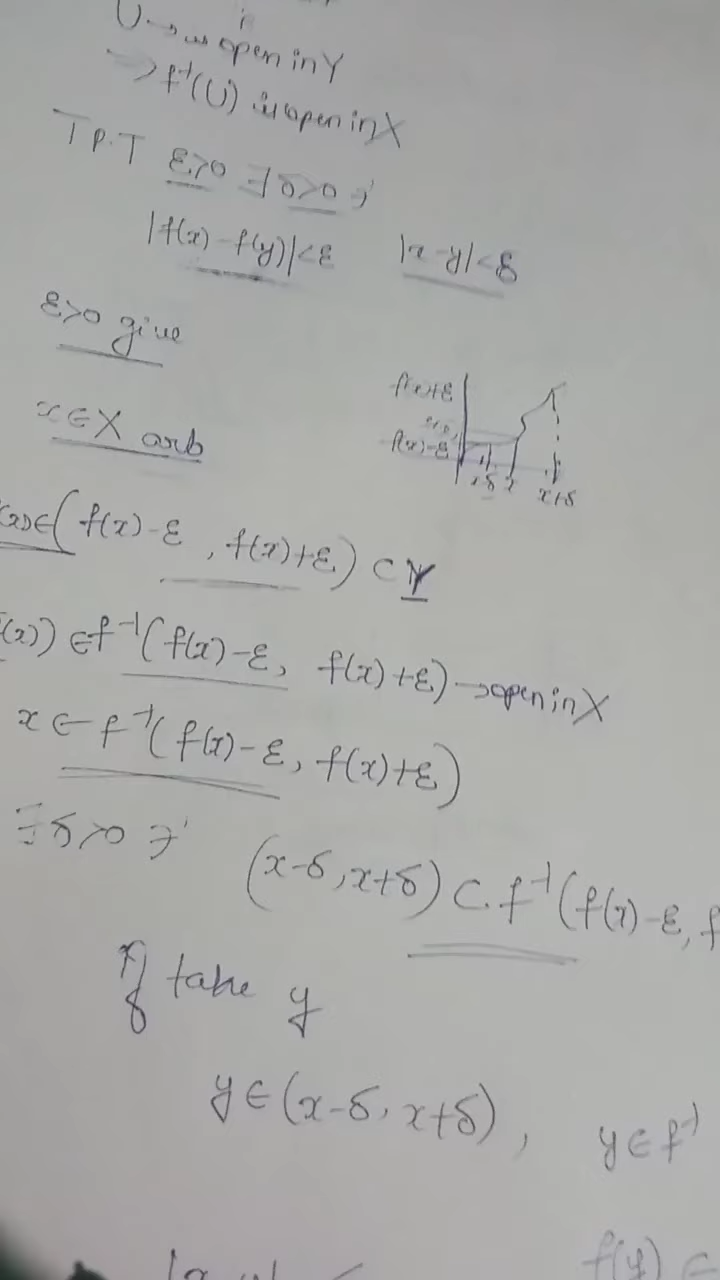 U → is open in Y
→ f⁻¹(U) is open in X
T P.T ε>0 ∃ δ>0 ∋
|f(x) - f(y)|<ε |x-y|<δ
ε>0 give
x∈X arb
f(x)+ε
f(x)-ε
x-δ x x+δ
(x)∈(f(x)-ε, f(x)+ε) ⊂ Y
(x)) ∈ f⁻¹(f(x)-ε, f(x)+ε) → open in X
x ∈ f⁻¹(f(x)-ε, f(x)+ε)
∃ δ>0 ∋ (x-δ, x+δ) ⊂. f⁻¹(f(x)-ε, f
If take y
y∈(x-δ, x+δ), y∈f⁻¹
f(y) ⊂